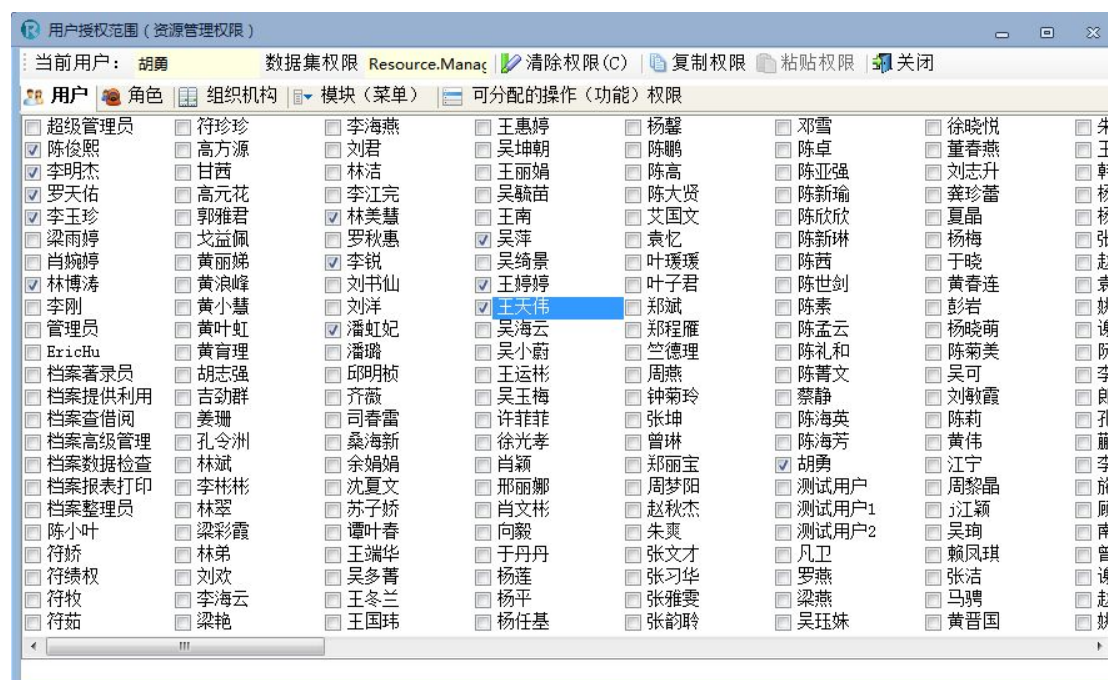 用户授权范围（资源管理权限）
当前用户： 胡勇 数据集权限 Resource.Manag 清除权限(C) 复制权限 粘贴权限 关闭
用户 角色 组织机构 模块（菜单） 可分配的操作（功能）权限
超级管理员 符珍珍 李海燕 王惠婷 杨馨 邓雪 徐晓悦
陈俊熙 高方源 刘君 吴坤朝 陈鹏 陈卓 董春燕
李明杰 甘茜 林洁 王丽娟 陈高 陈亚强 刘志升
罗天佑 高元花 李江完 吴毓苗 陈大贤 陈新瑜 龚珍蕾
李玉珍 郭雅君 林美慧 王南 艾国文 陈欣欣 夏晶
梁雨婷 戈益佩 罗秋惠 吴萍 袁忆 陈新琳 杨梅
肖婉婷 黄丽娣 李锐 吴绮景 叶瑗瑗 陈茜 于晓
林博涛 黄浪峰 刘书仙 王婷婷 叶子君 陈世剑 黄春连
李刚 黄小慧 刘洋 王天伟 郑斌 陈素 彭岩
管理员 黄叶虹 潘虹妃 吴海云 郑程雁 陈孟云 杨晓萌
EricHu 黄育理 潘璐 吴小蔚 竺德理 陈礼和 陈菊美
档案著录员 胡志强 邱明桢 王运彬 周燕 陈菁文 吴可
档案提供利用 吉劲群 齐薇 吴玉梅 钟菊玲 蔡静 刘敏霞
档案查借阅 姜珊 司春雷 许菲菲 张坤 陈海英 陈莉
档案高级管理 孔令洲 桑海新 徐光孝 曾琳 陈海芳 黄伟
档案数据检查 林斌 余娟娟 肖颖 郑丽宝 胡勇 江宁
档案报表打印 李彬彬 沈夏文 邢丽娜 周梦阳 测试用户 周黎晶
档案整理员 林翠 苏子娇 肖文彬 赵秋杰 测试用户1 j江颖
陈小叶 梁彩霞 谭叶春 向毅 朱爽 测试用户2 吴珣
符娇 林弟 王端华 于丹丹 张文才 凡卫 赖凤琪
符绩权 刘欢 吴多菁 杨莲 张习华 罗燕 张洁
符牧 李海云 王冬兰 杨平 张雅雯 梁燕 马骋
符茹 梁艳 王国玮 杨任基 张韵聆 吴珏姝 黄晋国